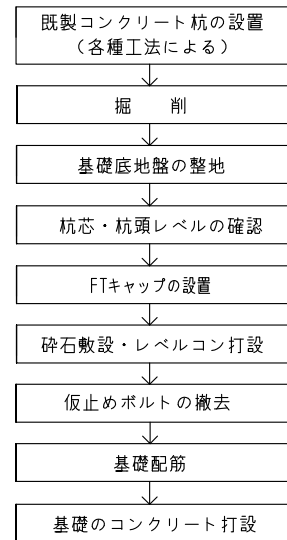 既製コンクリート杭の設置
（各種工法による）
掘　削
基礎底地盤の整地
杭芯・杭頭レベルの確認
FTキャップの設置
砕石敷設・レベルコン打設
仮止めボルトの撤去
基礎配筋
基礎のコンクリート打設